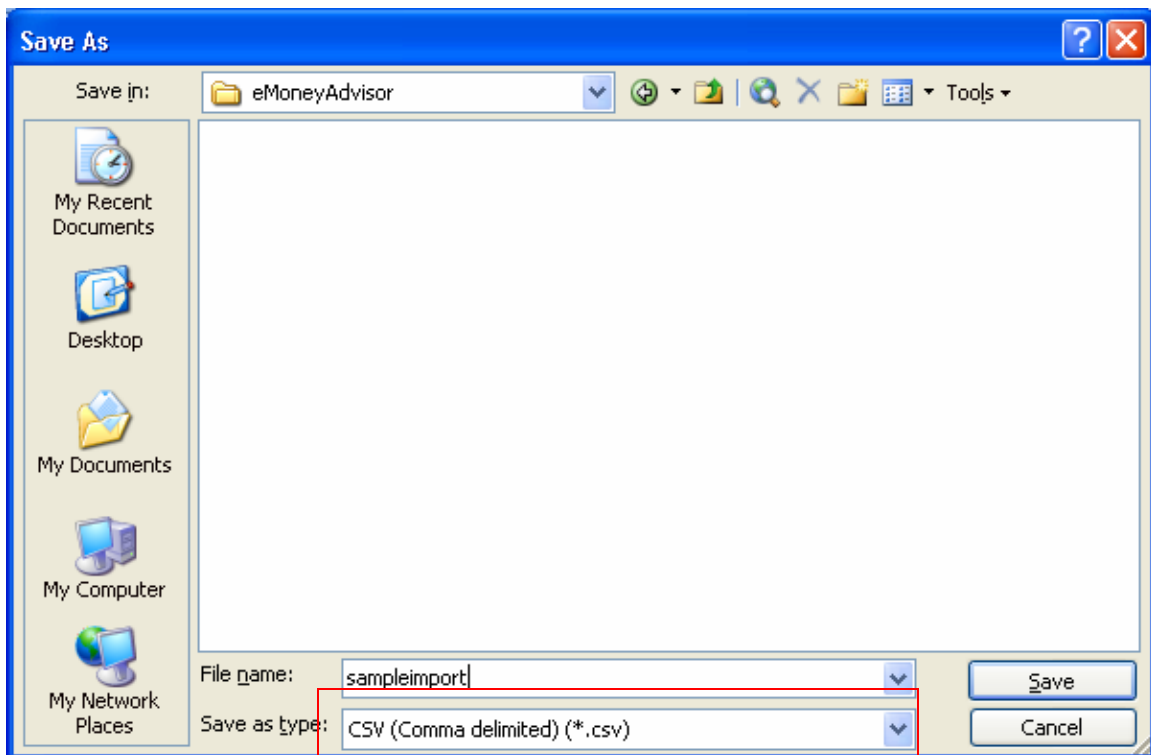 Save As
Save in:
eMoneyAdvisor
Tools
My Recent
Documents
Desktop
My Documents
My Computer
My Network
Places
File name:
sampleimport
Save
Save as type:
CSV (Comma delimited) (*.csv)
Cancel